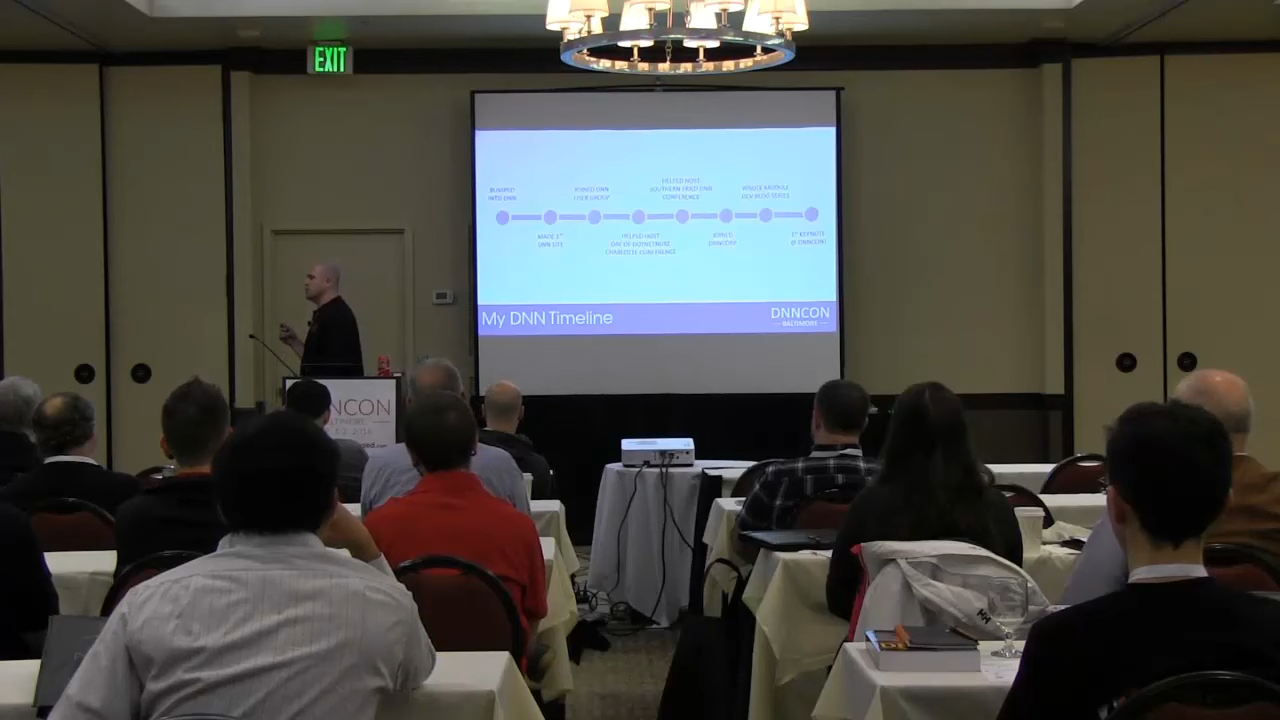 EXIT
BUMPED
INTO DNN
MADE 1ST
DNN SITE
JOINED DNN
USER GROUP
HELPED HOST
DAY OF DOTNETNUKE
CHARLOTTE CONFERENCE
HELPED HOST
SOUTHERN FRIED DNN
CONFERENCE
JOINED
DNNCORP
DEV BLOG SERIES
1ST KEYNOTE
@ DNNCON!
My DNN Timeline
DNNCON
BALTIMORE
NCON
HH